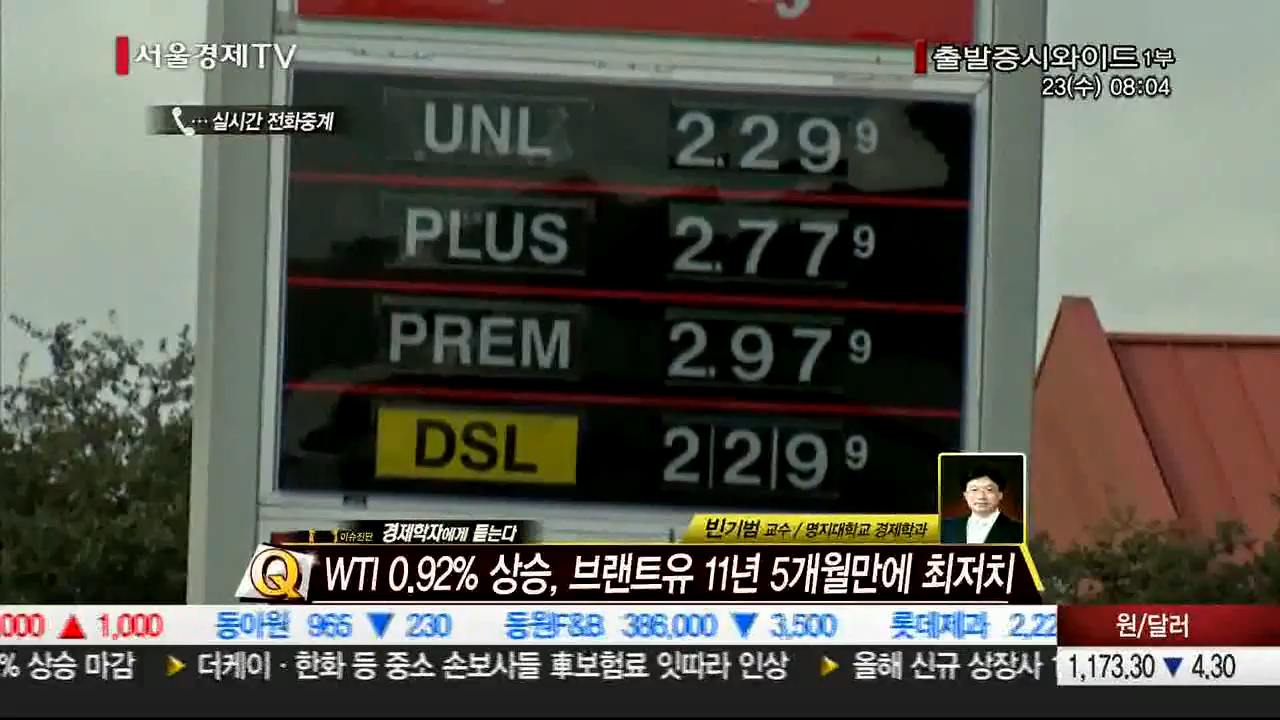 서울경제TV
출발증시와이드 1부
23(수) 08:04
… 실시간 전화중계
UNL 2.29 9
PLUS 2.77 9
PREM 2.97 9
DSL 2 2 9 9
이슈진단 경제학자에게 듣는다
빈기범 교수 / 명지대학교 경제학과
Q WTI 0.92% 상승, 브랜트유 11년 5개월만에 최저치
000 ▲ 1,000 동아원 965 ▼ 230 동원F&B 386,000 ▼ 3,500 롯데제과 2,22
원/달러
% 상승 마감 ▶ 더케이·한화 등 중소 손보사들 車보험료 잇따라 인상 ▶ 올해 신규 상장사
1,173.30 ▼ 4.30